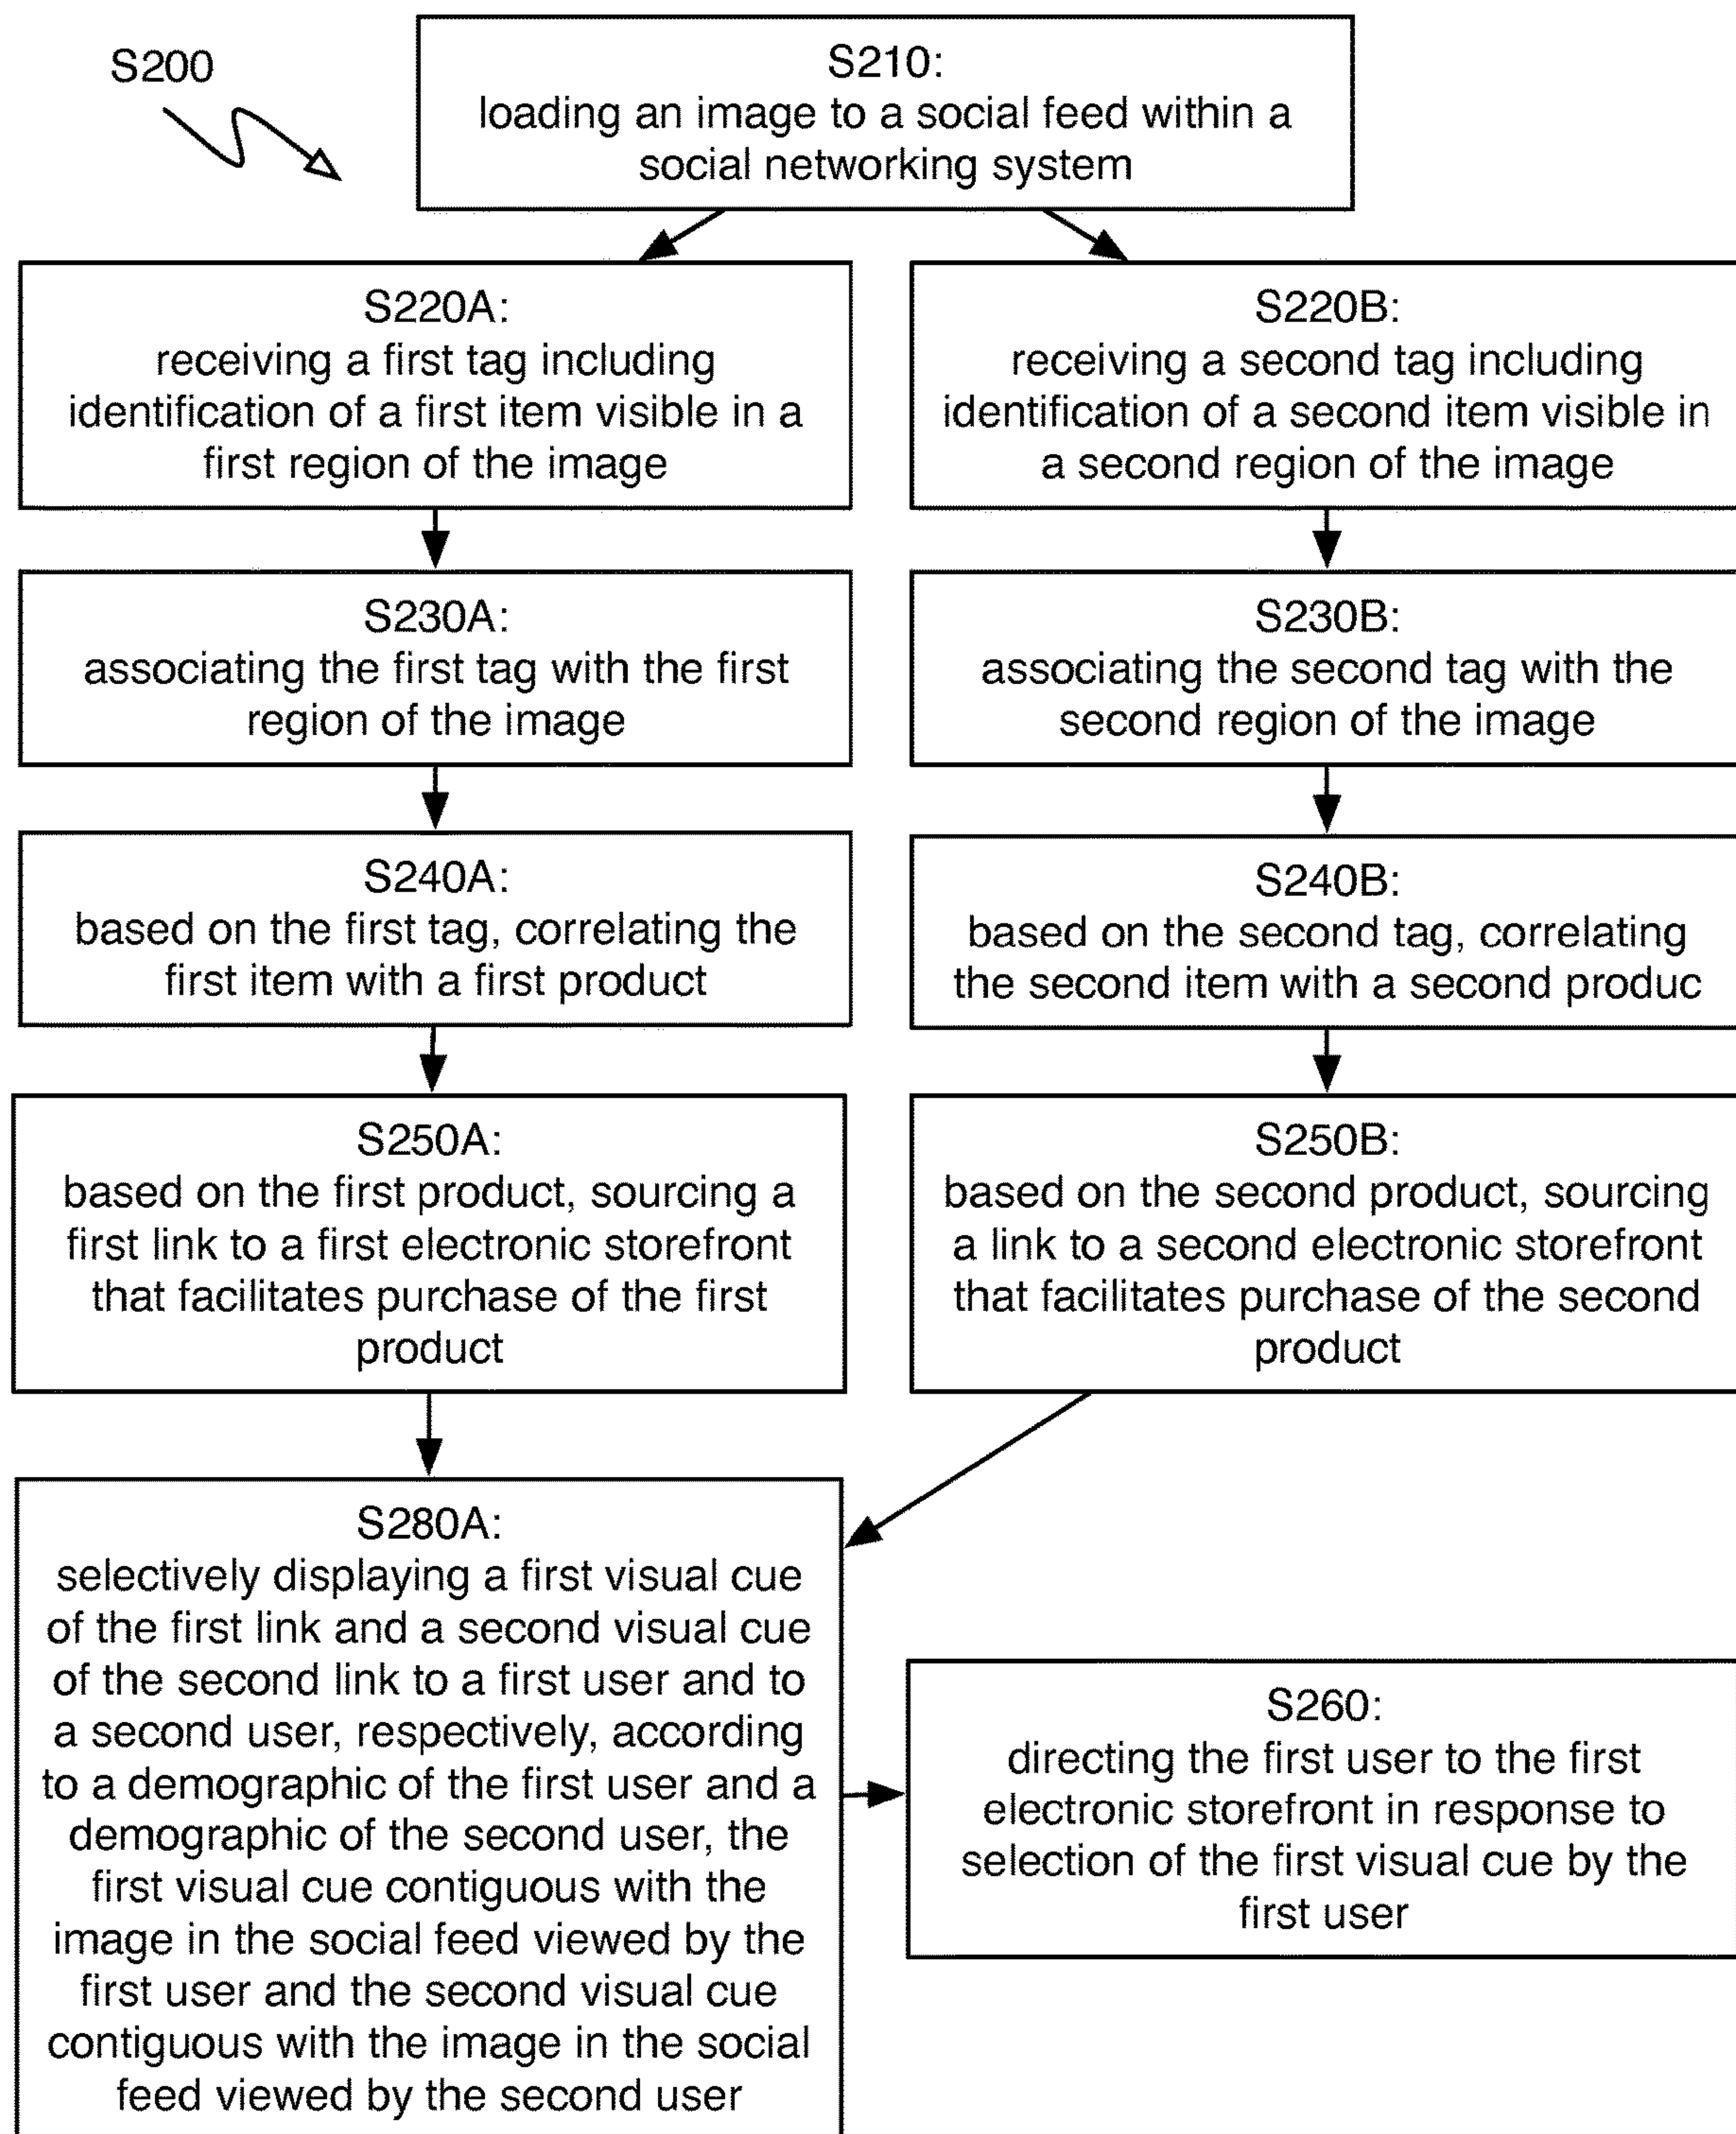 S200
S210:
loading an image to a social feed within a
social networking system
S220A:
receiving a first tag including
identification of a first item visible in a
first region of the image
S220B:
receiving a second tag including
identification of a second item visible in
a second region of the image
S230A:
associating the first tag with the first
region of the image
S230B:
associating the second tag with the
second region of the image
S240A:
based on the first tag, correlating the
first item with a first product
S240B:
based on the second tag, correlating
the second item with a second produc
S250A:
based on the first product, sourcing a
first link to a first electronic storefront
that facilitates purchase of the first
product
S250B:
based on the second product, sourcing
a link to a second electronic storefront
that facilitates purchase of the second
product
S280A:
selectively displaying a first visual cue
of the first link and a second visual cue
of the second link to a first user and to
a second user, respectively, according
to a demographic of the first user and a
demographic of the second user, the
first visual cue contiguous with the
image in the social feed viewed by the
first user and the second visual cue
contiguous with the image in the social
feed viewed by the second user
S260:
directing the first user to the first
electronic storefront in response to
selection of the first visual cue by the
first user